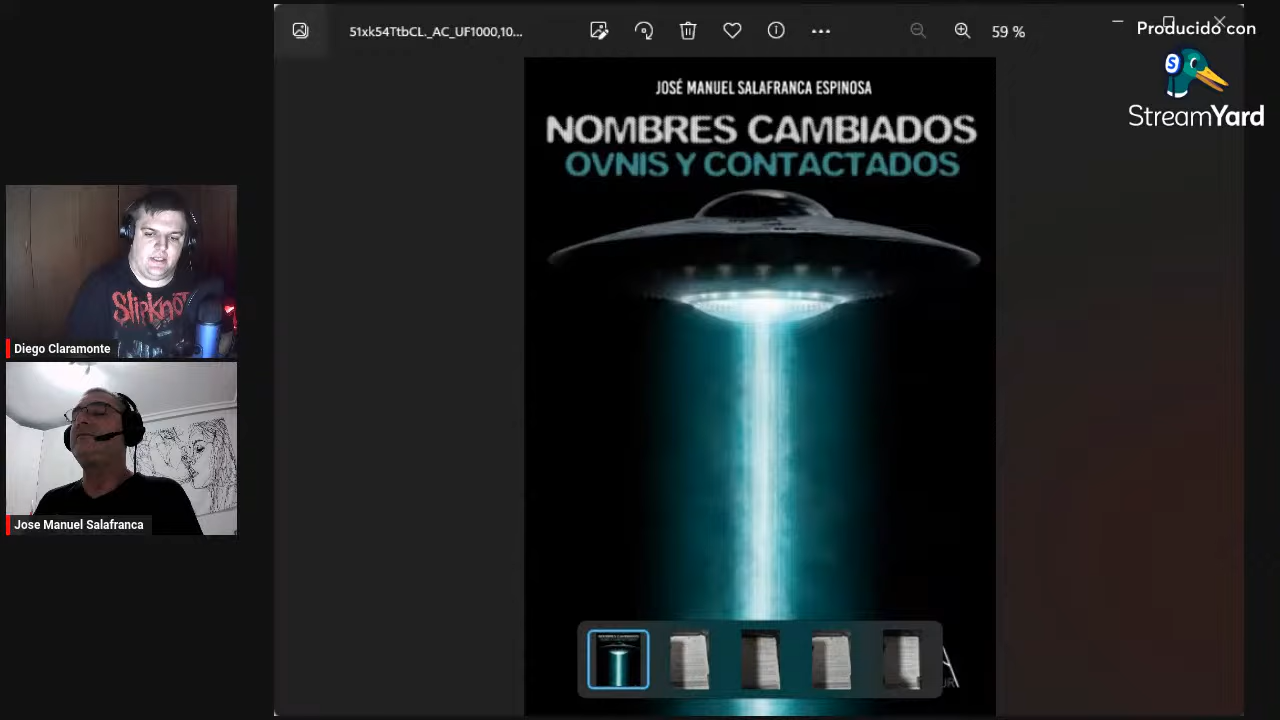 51xk54TtbCL._AC_UF1000,10...
59 %
Producido con
StreamYard
JOSÉ MANUEL SALAFRANCA ESPINOSA
NOMBRES CAMBIADOS
OVNIS Y CONTACTADOS
SLIPKNOT
Diego Claramonte
Jose Manuel Salafranca